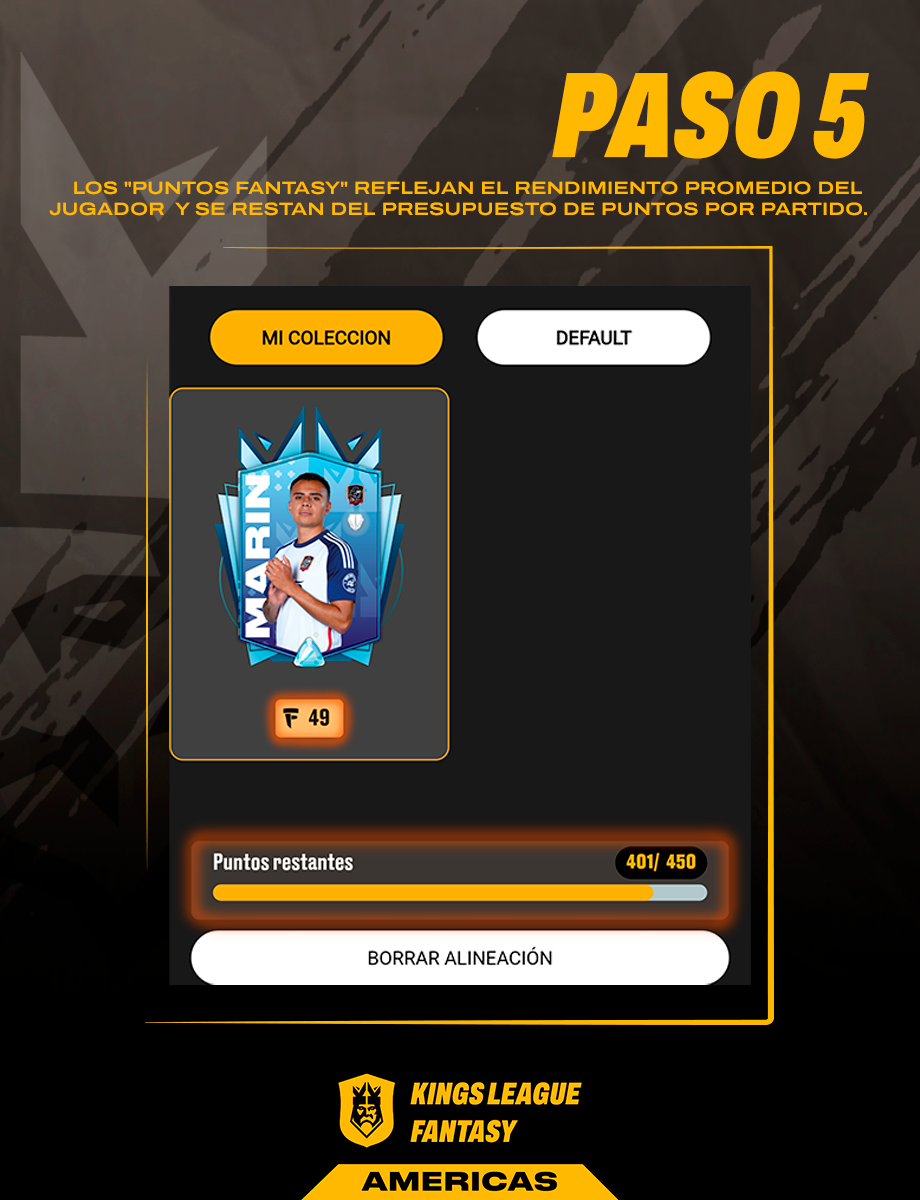 PASO 5
LOS "PUNTOS FANTASY" REFLEJAN EL RENDIMIENTO PROMEDIO DEL
JUGADOR Y SE RESTAN DEL PRESUPUESTO DE PUNTOS POR PARTIDO.
MI COLECCION
DEFAULT
MARIN
F 49
Puntos restantes
401/ 450
BORRAR ALINEACIÓN
KINGS LEAGUE
FANTASY
AMERICAS